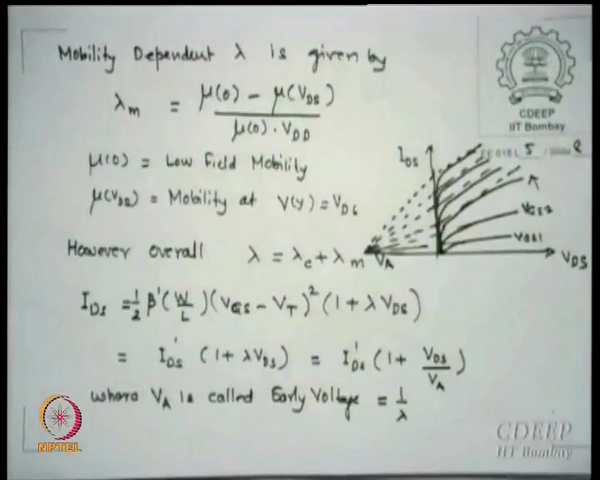 Mobility Dependent λ is given by
λm = μ(0) - μ(VDS) / μ(0) . VDD
μ(0) = Low Field Mobility
μ(VDS) = Mobility at V(y) = VDS
However overall λ = λc + λm
IDS = 1/2 β'(W/L)(VGS - VT)² (1 + λVDS)
= I'DS (1 + λVDS) = I'DS (1 + VDS/VA)
where VA is called Early Voltage = 1/λ
IDS
VGS2
VGS1
VA
VDS
CDEEP
IIT Bombay
5
NPTEL
CDEEP
IIT Bombay